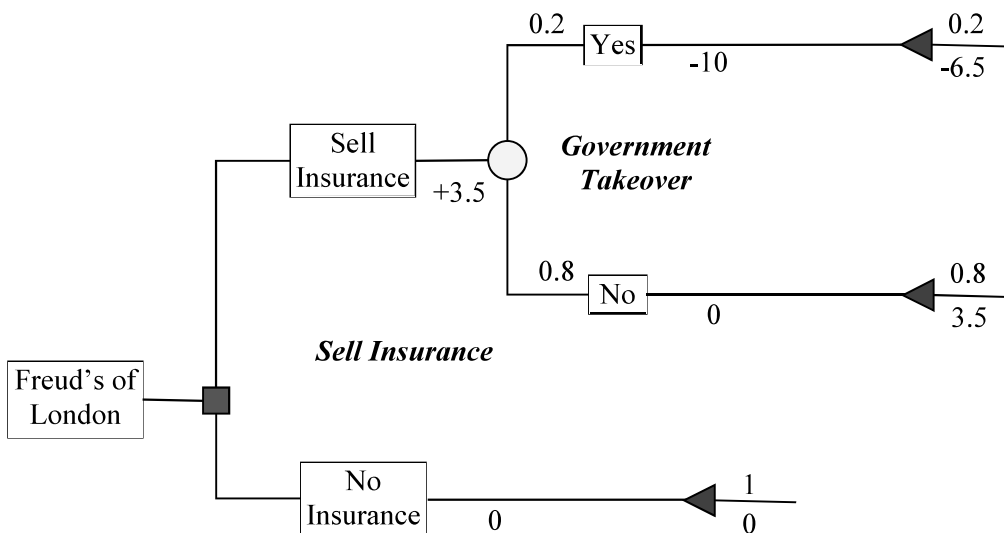 0.2
Yes
-10
0.2
-6.5
Sell
Insurance
+3.5
Government
Takeover
0.8
No
0
0.8
3.5
Sell Insurance
Freud's of
London
No
Insurance
0
1
0